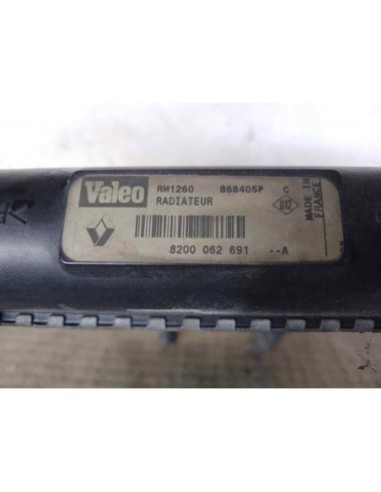 Valeo RM1260 868405P C
RADIATEUR
MADE IN
FRANCE
8200 062 691 --A